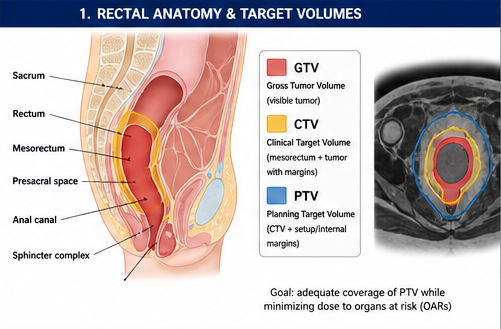 1. RECTAL ANATOMY & TARGET VOLUMES
Sacrum
Rectum
Mesorectum
Presacral space
Anal canal
Sphincter complex
GTV
Gross Tumor Volume
(visible tumor)
CTV
Clinical Target Volume
(mesorectum + tumor
with margins)
PTV
Planning Target Volume
(CTV + setup/internal
margins)
Goal: adequate coverage of PTV while
minimizing dose to organs at risk (OARs)